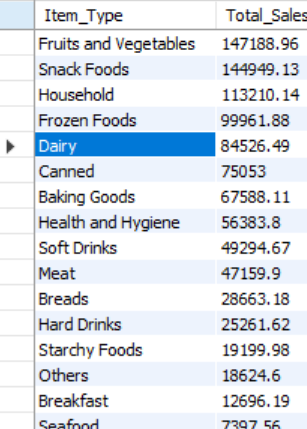 Item_Type Total_Sales
Fruits and Vegetables 147188.96
Snack Foods 144949.13
Household 113210.14
Frozen Foods 99961.88
Dairy 84526.49
Canned 75053
Baking Goods 67588.11
Health and Hygiene 56383.8
Soft Drinks 49294.67
Meat 47159.9
Breads 28663.18
Hard Drinks 25261.62
Starchy Foods 19199.98
Others 18624.6
Breakfast 12696.19
Seafood 7397.56